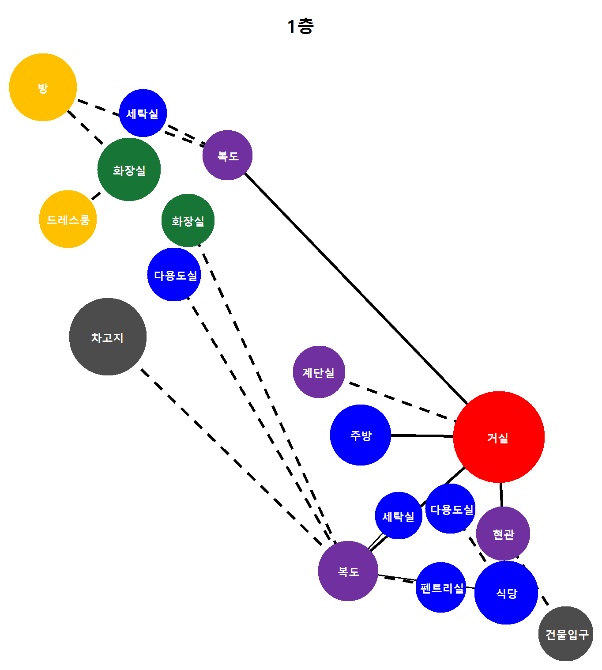 1층
방
세탁실
복도
화장실
드레스룸
화장실
다용도실
차고지
계단실
주방
거실
세탁실
다용도실
현관
복도
펜트리실
식당
건물입구